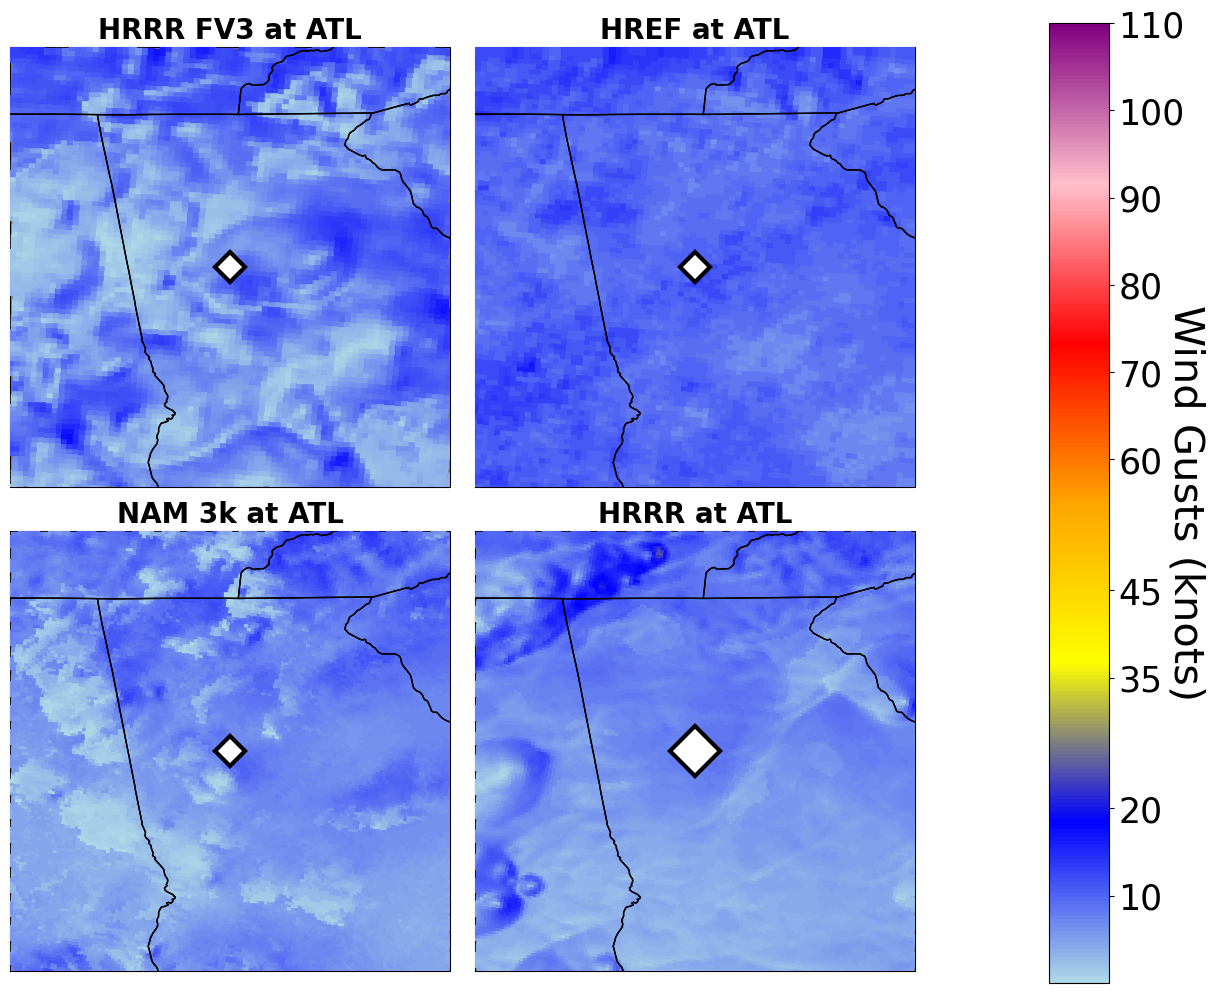 HRRR FV3 at ATL
HREF at ATL
NAM 3k at ATL
HRRR at ATL
110
100
90
80
70
60
45
35
20
10
Wind Gusts (knots)